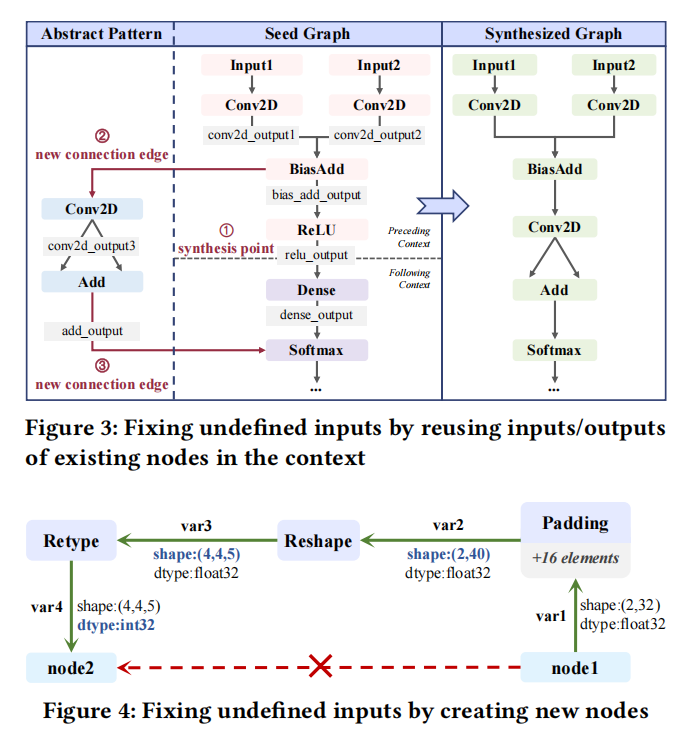 Abstract Pattern
Seed Graph
Synthesized Graph
Input1
Input2
Conv2D
Conv2D
conv2d_output1
conv2d_output2
②
new connection edge
BiasAdd
bias_add_output
Conv2D
conv2d_output3
①
synthesis point
ReLU
relu_output
Preceding
Context
Following
Context
Add
Dense
dense_output
add_output
Softmax
③
new connection edge
...
Input1
Input2
Conv2D
Conv2D
BiasAdd
Conv2D
Add
Softmax
...
Figure 3: Fixing undefined inputs by reusing inputs/outputs
of existing nodes in the context
Retype
var3
shape:(4,4,5)
dtype:float32
Reshape
var2
shape:(2,40)
dtype:float32
Padding
+16 elements
var4
shape:(4,4,5)
dtype:int32
var1
shape:(2,32)
dtype:float32
node2
node1
Figure 4: Fixing undefined inputs by creating new nodes